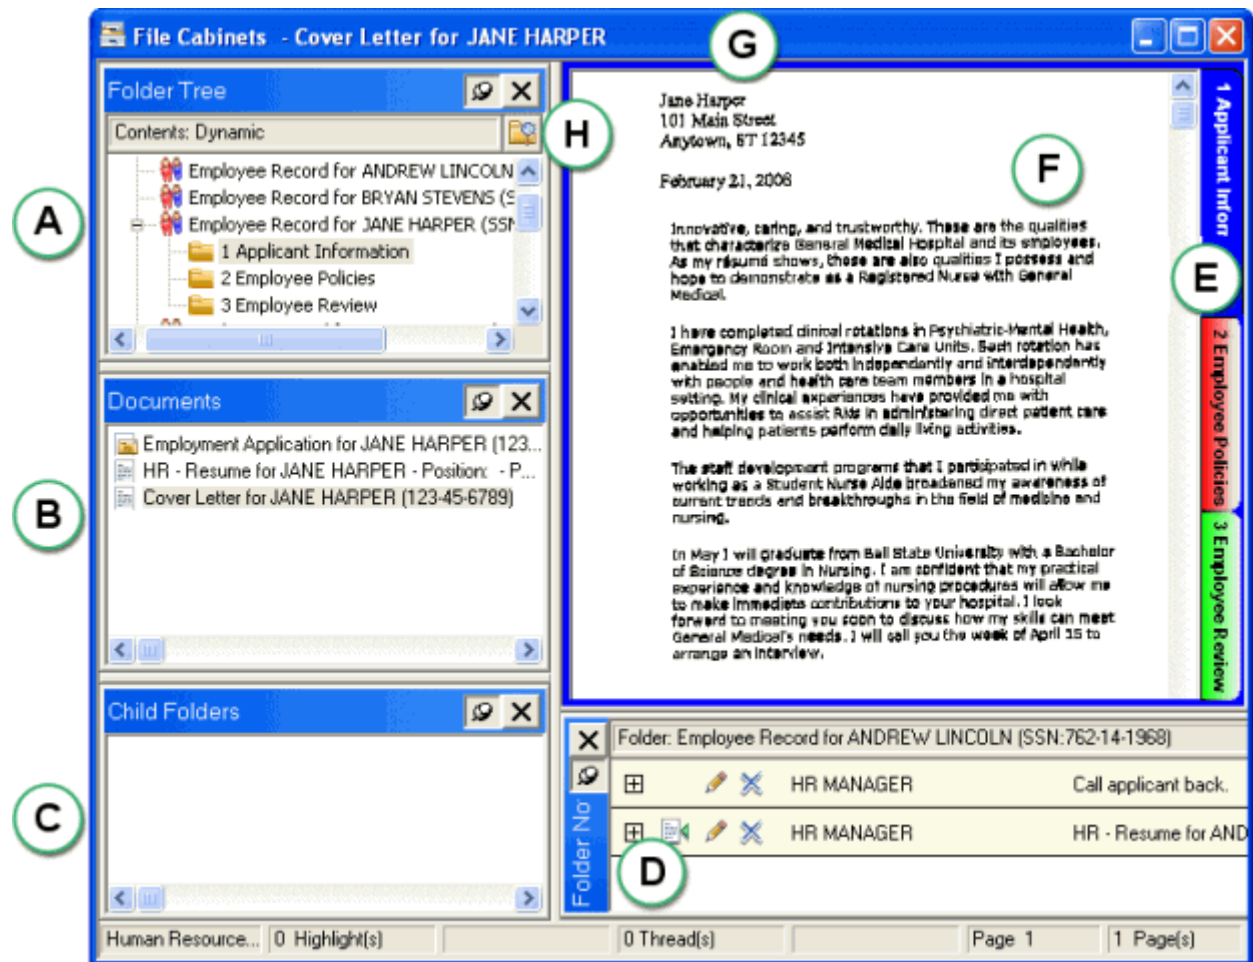 File Cabinets - Cover Letter for JANE HARPER
G
Folder Tree
Contents: Dynamic
H
A
Employee Record for ANDREW LINCOLN
Employee Record for BRYAN STEVENS (S
Employee Record for JANE HARPER (SSN
1 Applicant Information
2 Employee Policies
3 Employee Review
Documents
B
Employment Application for JANE HARPER (123...
HR - Resume for JANE HARPER - Position: - P...
Cover Letter for JANE HARPER (123-45-6789)
Child Folders
C
Jane Harper
101 Main Street
Anytown, ST 12345
F
February 21, 2006
Innovative, caring, and trustworthy. These are the qualities
that characterize General Medical Hospital and its employees.
As my résumé shows, these are also qualities I possess and
hope to demonstrate as a Registered Nurse with General
Medical.
I have completed clinical rotations in Psychiatric-Mental Health,
Emergency Room and Intensive Care Units. Each rotation has
enabled me to work both independently and interdependently
with people and health care team members in a hospital
setting. My clinical experiences have provided me with
opportunities to assist RNs in administering direct patient care
and helping patients perform daily living activities.
The staff development programs that I participated in while
working as a Student Nurse Aide broadened my awareness of
current trends and breakthroughs in the field of medicine and
nursing.
In May I will graduate from Ball State University with a Bachelor
of Science degree in Nursing. I am confident that my practical
experience and knowledge of nursing procedures will allow me
to make immediate contributions to your hospital. I look
forward to meeting you soon to discuss how my skills can meet
General Medical's needs. I will call you the week of April 15 to
arrange an interview.
1 Applicant Inforn
E
2 Employee Policies
3 Employee Review
Folder No
D
Folder: Employee Record for ANDREW LINCOLN (SSN:762-14-1968)
HR MANAGER Call applicant back.
HR MANAGER HR - Resume for AND
Human Resource... 0 Highlight(s) 0 Thread(s) Page 1 1 Page(s)